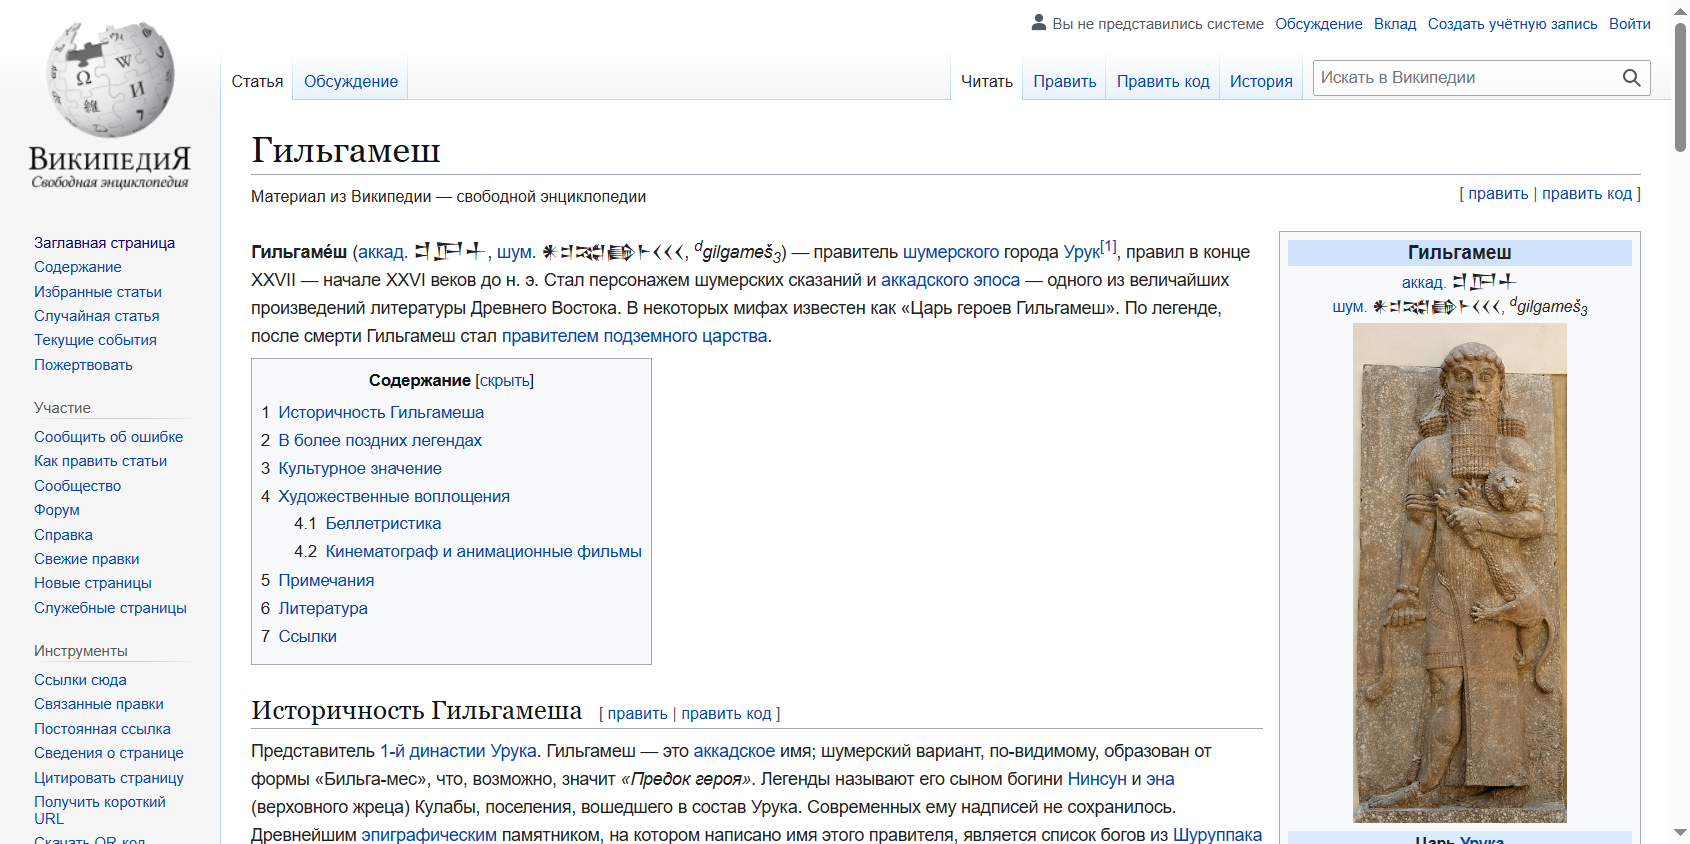 Вы не представились системе Обсуждение Вклад Создать учётную запись Войти
Статья Обсуждение Читать Править Править код История Искать в Википедии
ВикипедиЯ
Свободная энциклопедия
Заглавная страница
Содержание
Избранные статьи
Случайная статья
Текущие события
Пожертвовать
Участие
Сообщить об ошибке
Как править статьи
Сообщество
Форум
Справка
Свежие правки
Новые страницы
Служебные страницы
Инструменты
Ссылки сюда
Связанные правки
Постоянная ссылка
Сведения о странице
Цитировать страницу
Получить короткий
URL
Скачать QR-код
Гильгамеш
Материал из Википедии — свободной энциклопедии
[ править | править код ]
Гильгаме́ш (аккад. , шум. , dgilgameš3) — правитель шумерского города Урук[1], правил в конце
XXVII — начале XXVI веков до н. э. Стал персонажем шумерских сказаний и аккадского эпоса — одного из величайших
произведений литературы Древнего Востока. В некоторых мифах известен как «Царь героев Гильгамеш». По легенде,
после смерти Гильгамеш стал правителем подземного царства.
Содержание [скрыть]
1 Историчность Гильгамеша
2 В более поздних легендах
3 Культурное значение
4 Художественные воплощения
4.1 Беллетристика
4.2 Кинематограф и анимационные фильмы
5 Примечания
6 Литература
7 Ссылки
Историчность Гильгамеша [ править | править код ]
Представитель 1-й династии Урука. Гильгамеш — это аккадское имя; шумерский вариант, по-видимому, образован от
формы «Бильга-мес», что, возможно, значит «Предок героя». Легенды называют его сыном богини Нинсун и эна
(верховного жреца) Кулабы, поселения, вошедшего в состав Урука. Современных ему надписей не сохранилось.
Древнейшим эпиграфическим памятником, на котором написано имя этого правителя, является список богов из Шуруппака
Гильгамеш
аккад.
шум. , dgilgameš3
Царь Урука